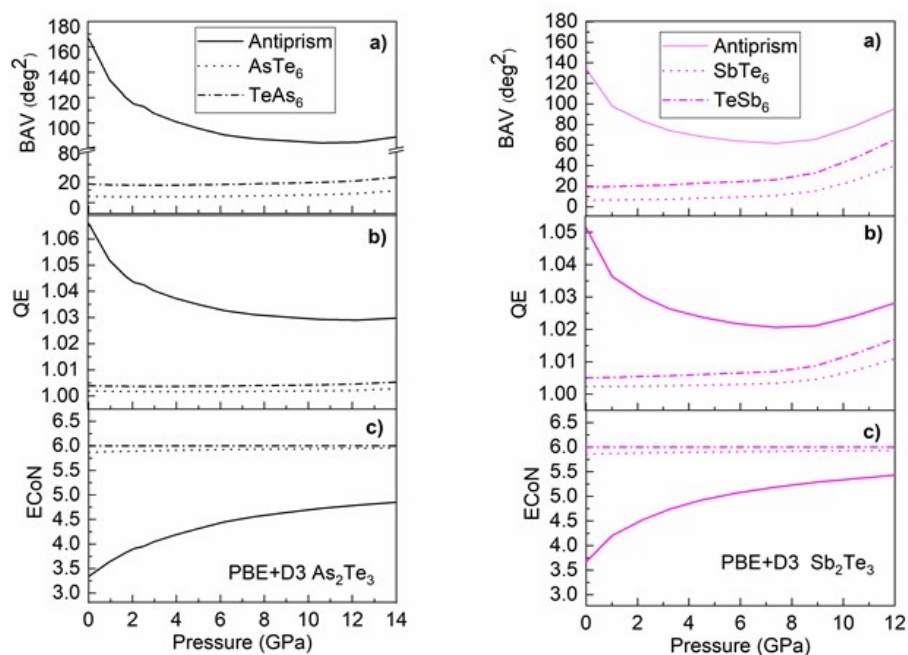 180
160
140
120
100
80
20
0
BAV (deg²)
Antiprism
AsTe₆
TeAs₆
a)
1.06
1.05
1.04
1.03
1.01
1.00
QE
b)
6.5
6.0
5.5
5.0
4.5
4.0
3.5
3.0
ECoN
c)
PBE+D3 As₂Te₃
0 2 4 6 8 10 12 14
Pressure (GPa)
180
160
140
120
100
80
60
40
20
0
BAV (deg²)
Antiprism
SbTe₆
TeSb₆
a)
1.05
1.04
1.03
1.02
1.01
1.00
QE
b)
6.5
6.0
5.5
5.0
4.5
4.0
3.5
3.0
ECoN
c)
PBE+D3 Sb₂Te₃
0 2 4 6 8 10 12
Pressure (GPa)